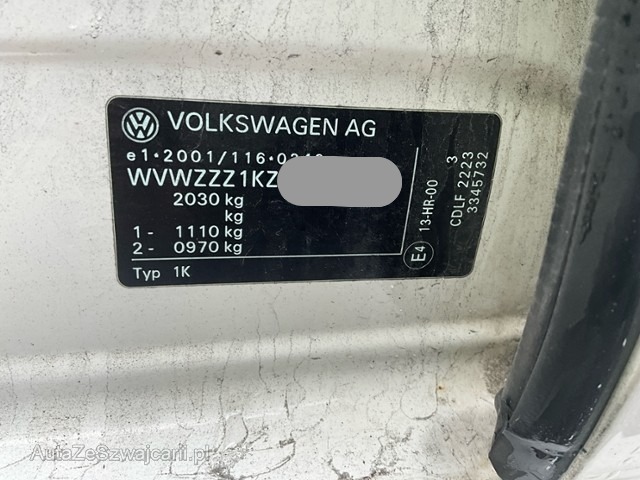 VOLKSWAGEN AG
e1*2001/116*0242
WVWZZZ1KZ
2030 kg
kg
1 - 1110 kg
2 - 0970 kg
Typ 1K
E4 13-HR-00
3
CDLF 2223
3345732
AutaZeSzwajcarii.pl